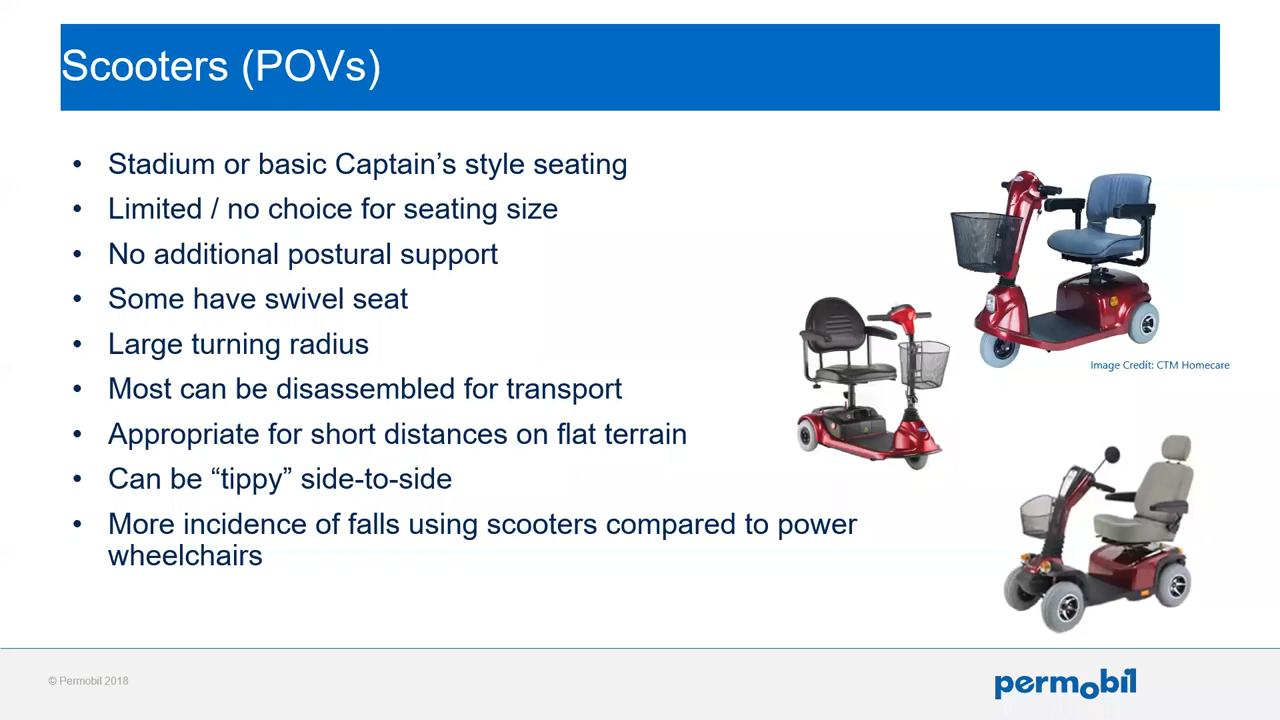 Scooters (POVs)
• Stadium or basic Captain’s style seating
• Limited / no choice for seating size
• No additional postural support
• Some have swivel seat
• Large turning radius
• Most can be disassembled for transport
• Appropriate for short distances on flat terrain
• Can be “tippy” side-to-side
• More incidence of falls using scooters compared to power
wheelchairs
Image Credit: CTM Homecare
© Permobil 2018
permobil